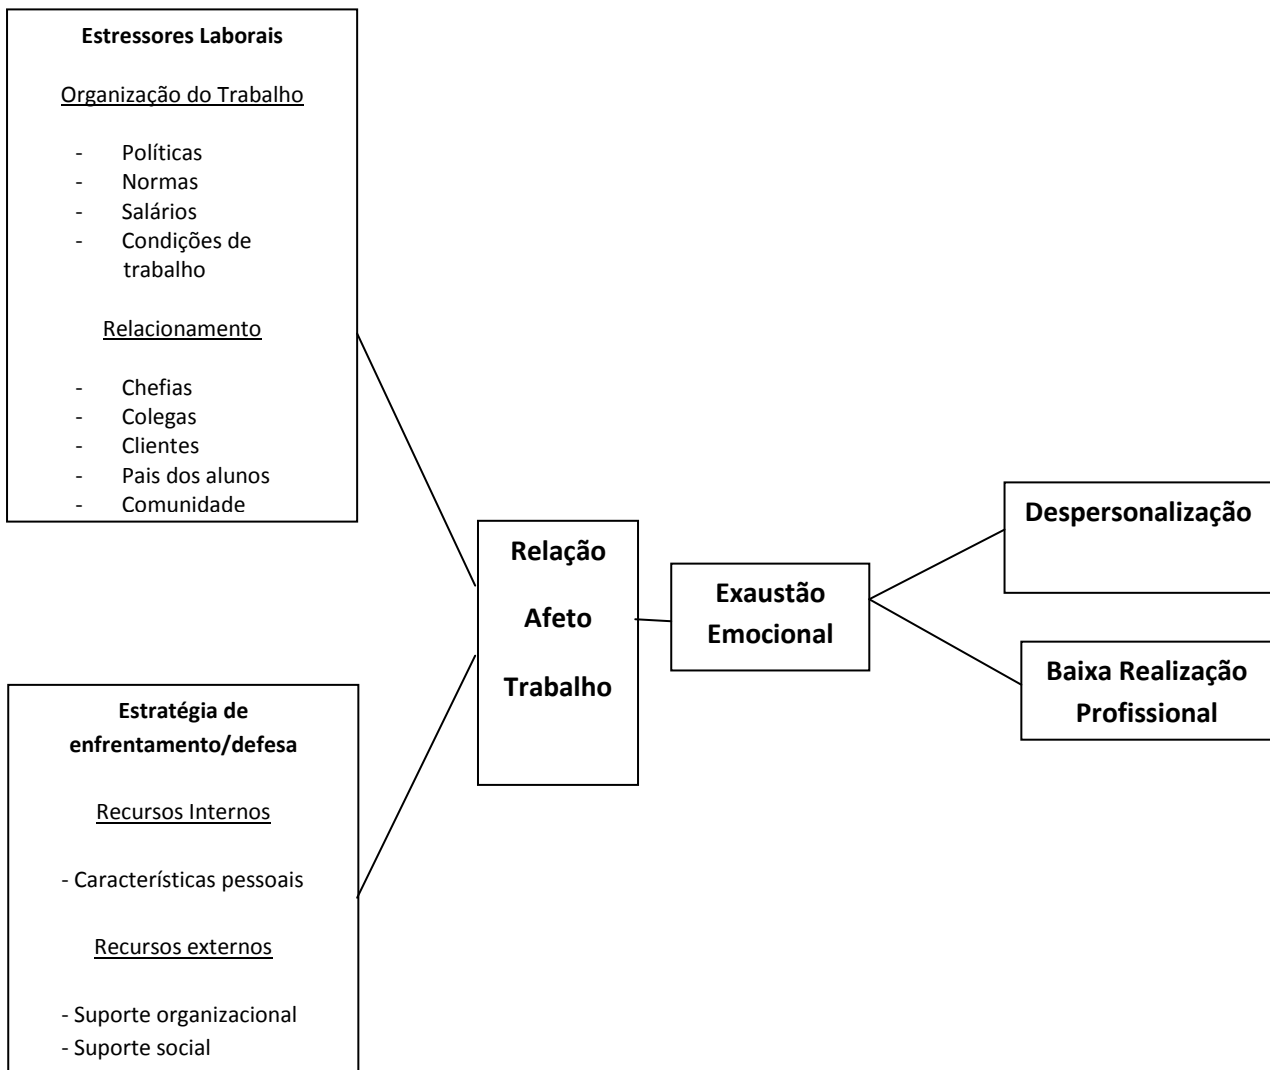 Estressores Laborais
Organização do Trabalho
- Políticas
- Normas
- Salários
- Condições de
trabalho
Relacionamento
- Chefias
- Colegas
- Clientes
- Pais dos alunos
- Comunidade
Estratégia de
enfrentamento/defesa
Recursos Internos
- Características pessoais
Recursos externos
- Suporte organizacional
- Suporte social
Relação
Afeto
Trabalho
Exaustão
Emocional
Despersonalização
Baixa Realização
Profissional